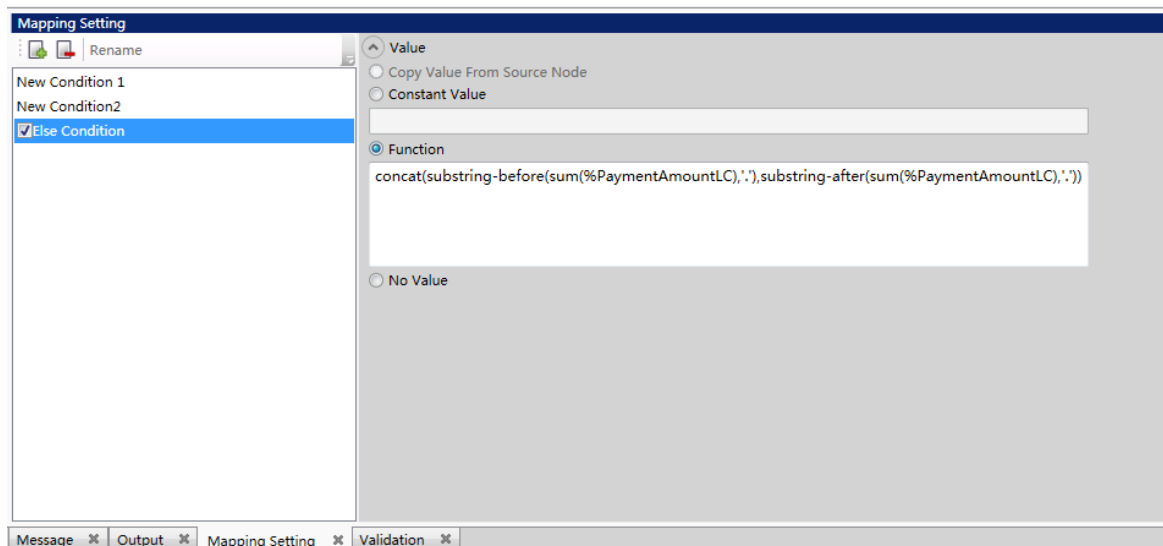 Mapping Setting
Rename
New Condition 1
New Condition2
Else Condition
Value
Copy Value From Source Node
Constant Value
Function
concat(substring-before(sum(%PaymentAmountLC),'.'),substring-after(sum(%PaymentAmountLC),'.'))
No Value
Message Output Mapping Setting Validation